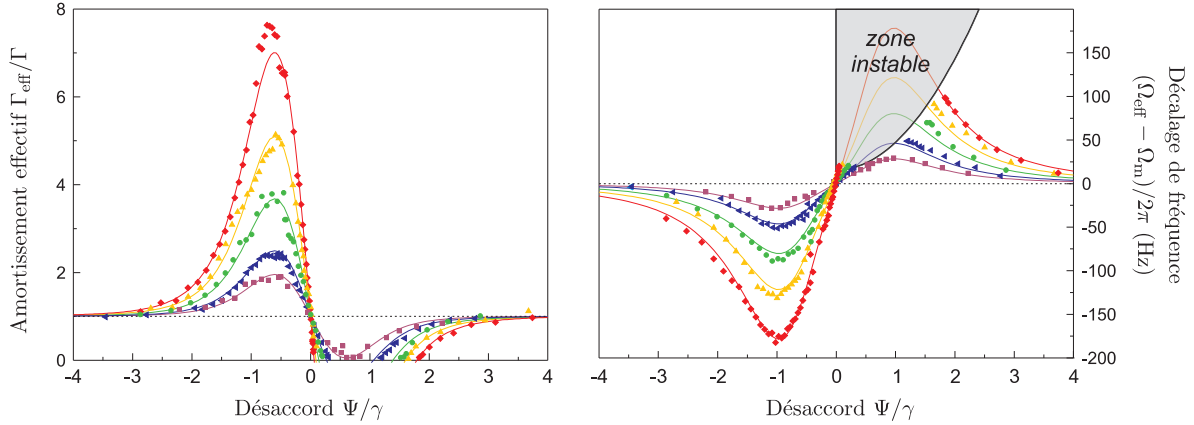 Amortissement effectif Γeff/Γ
8
6
4
2
0
-4 -3 -2 -1 0 1 2 3 4
Désaccord Ψ/γ
zone
instable
150
100
50
0
-50
-100
-150
-200
-4 -3 -2 -1 0 1 2 3 4
Désaccord Ψ/γ
Décalage de fréquence
(Ωeff − Ωm)/2π (Hz)